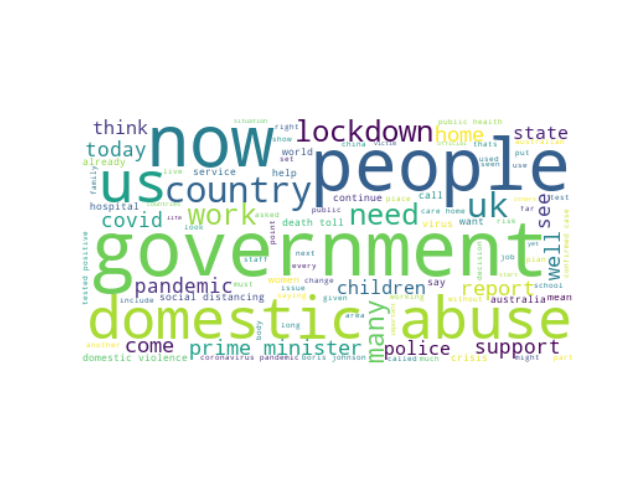 situation
right
public health
think
now
lockdown
home
official
thats
australian
state
show
china
victim
people
today
world
set
used
put
already
live
seen
use
family
us
service
help
country
hospital
countries
life
continue
place
call
uk
others
test
covid
work
asked
public
need
care home
far
see
well
look
death toll
virus
risk
confirmed case
tested positive
government
point
staff
next
decision
yet
job
plan
every
start
school
pandemic
must
women
change
children
say
report
issue
include
social distancing
saying
given
working
without
australia
mean
domestic abuse
body
long
area
many
important
another
come
prime minister
police
crisis
support
domestic violence
coronavirus pandemic
boris johnson
called
much
might
part
want